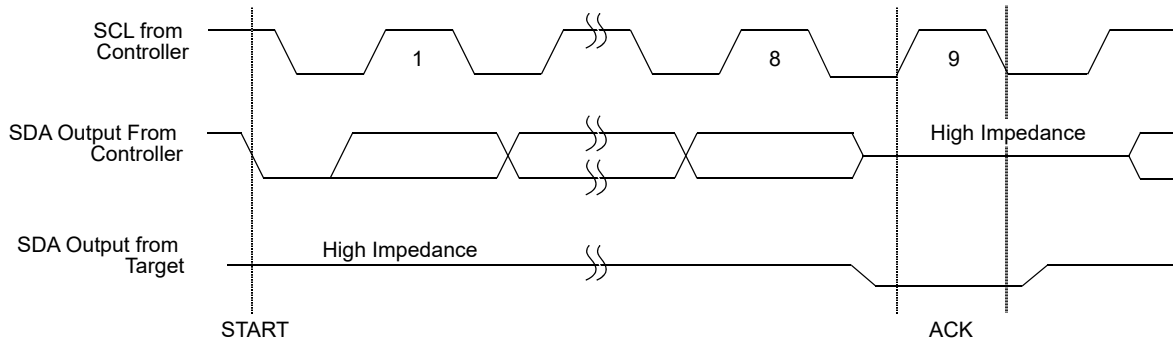 SCL from
Controller
1
8
9
SDA Output From
Controller
High Impedance
SDA Output from
Target
High Impedance
START
ACK